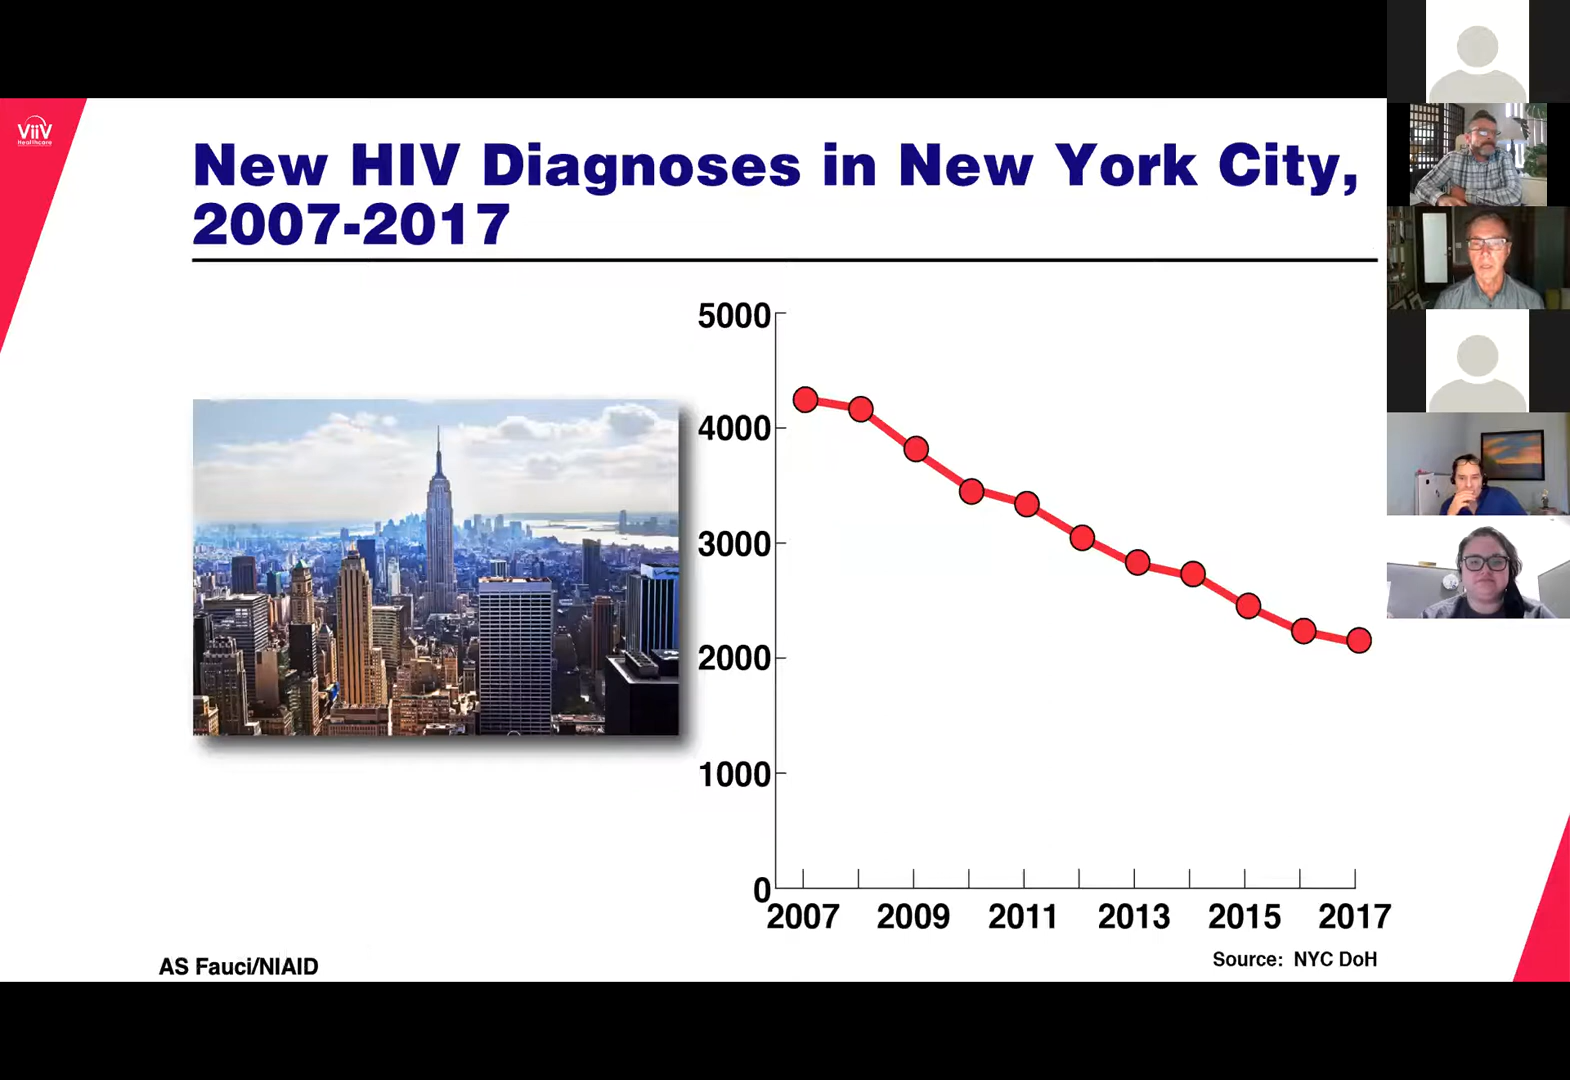 ViiV
Healthcare
New HIV Diagnoses in New York City,
2007-2017
5000
4000
3000
2000
1000
0
2007 2009 2011 2013 2015 2017
Source: NYC DoH
AS Fauci/NIAID